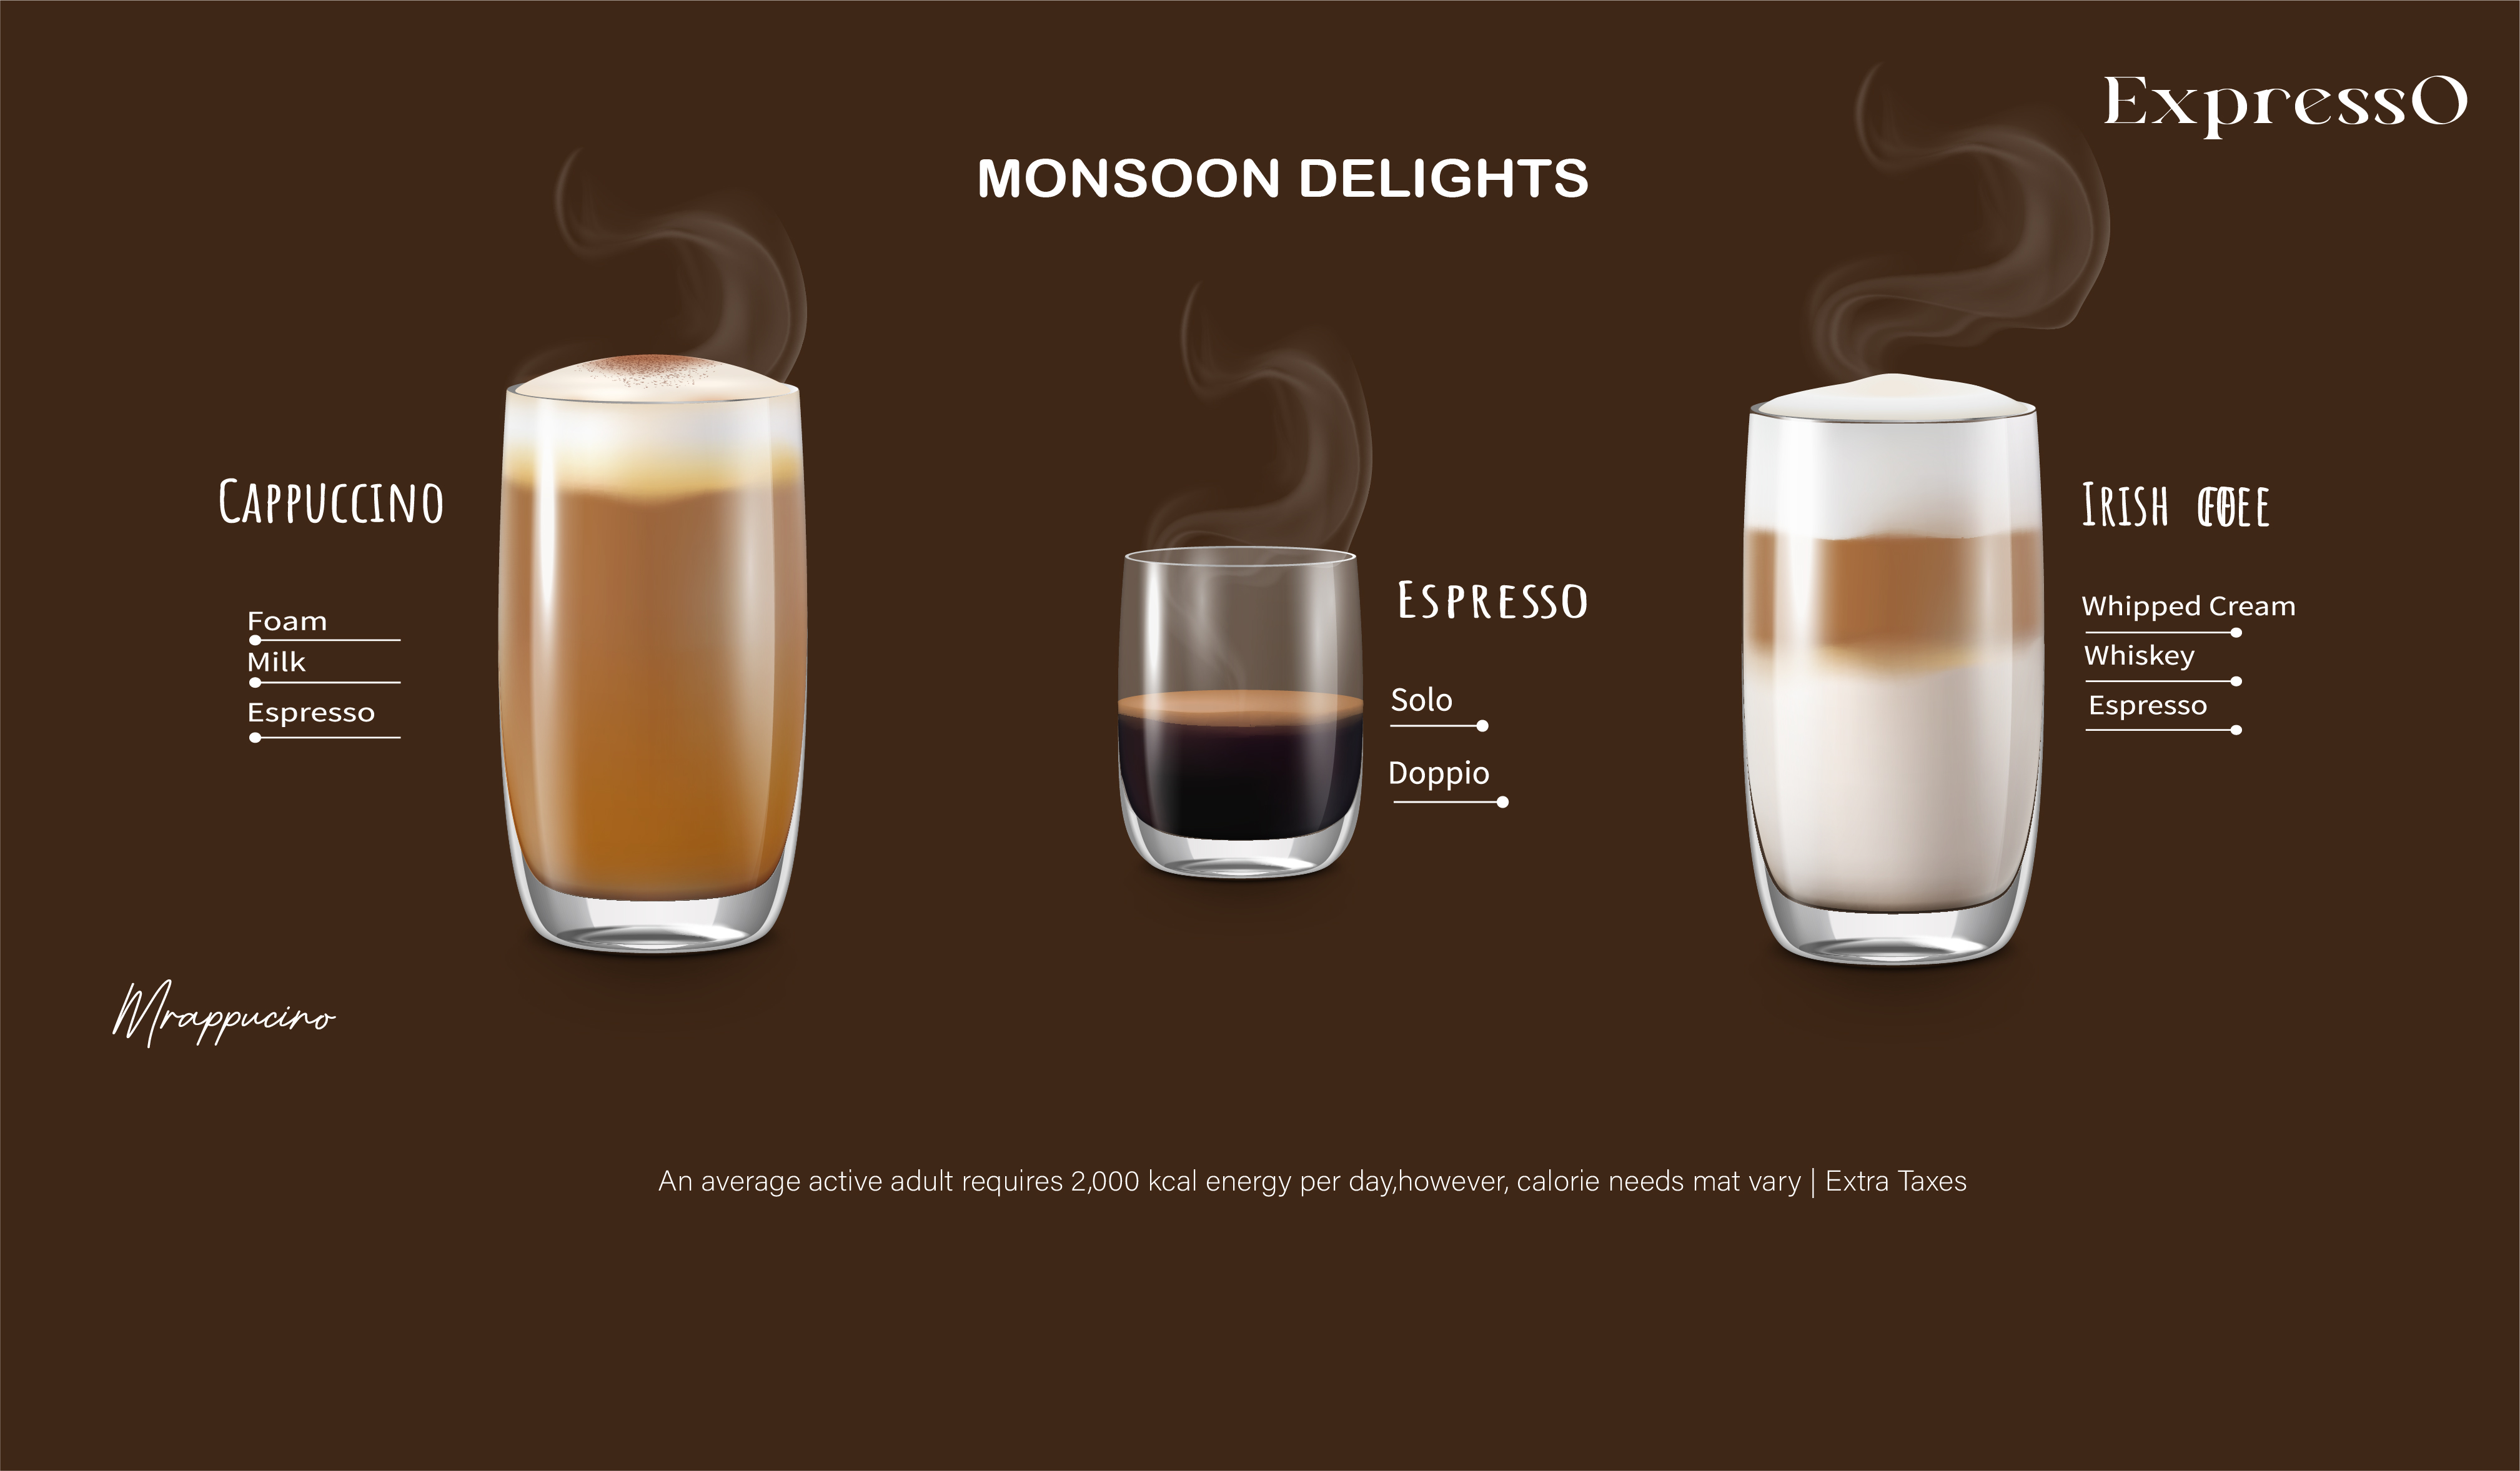 ExpressO
MONSOON DELIGHTS
CAPPUCCINO
Foam
Milk
Espresso
ESPRESSO
Solo
Doppio
IRISH
Whipped Cream
Whiskey
Espresso
Mrappucino
An average active adult requires 2,000 kcal energy per day,however, calorie needs mat vary | Extra Taxes